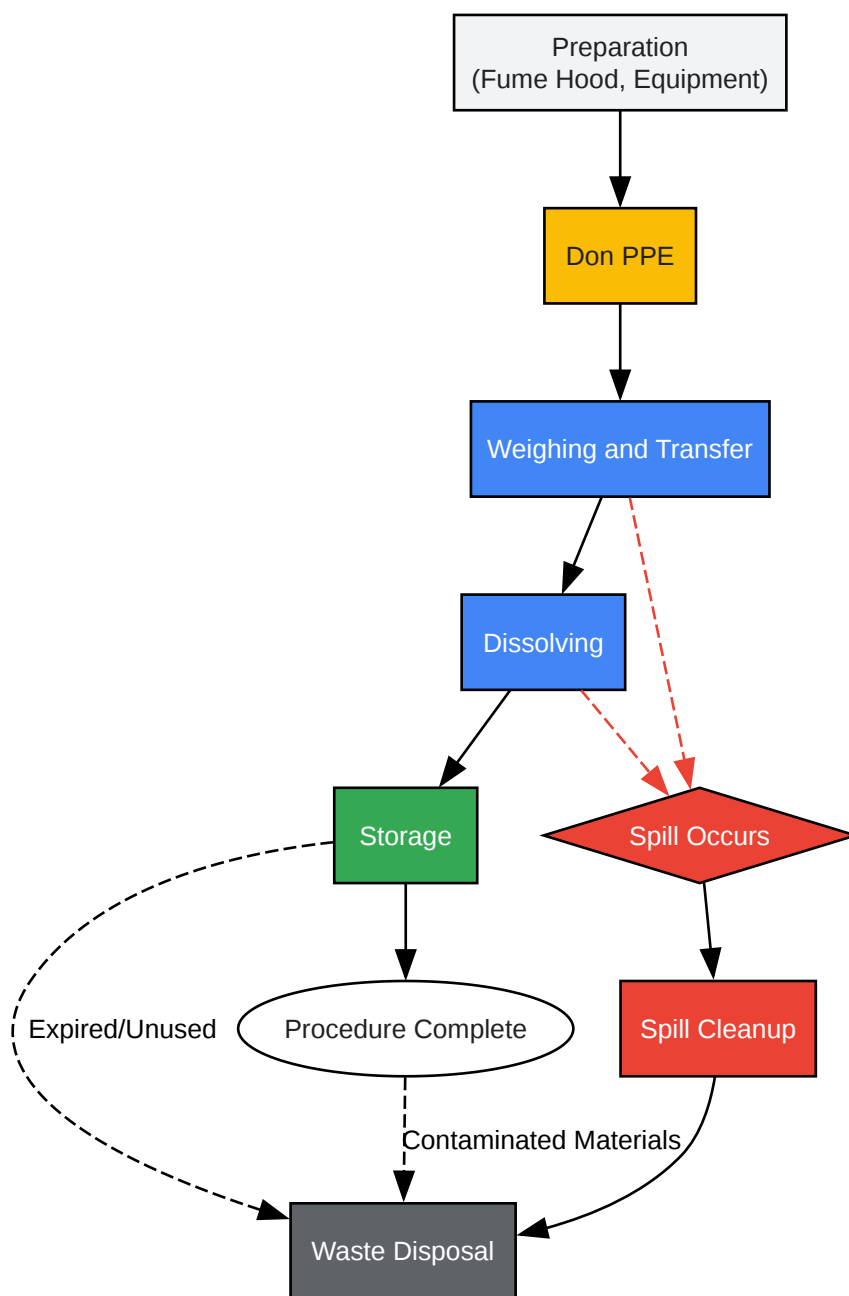 Preparation
(Fume Hood, Equipment)
Don PPE
Weighing and Transfer
Dissolving
Storage
Spill Occurs
Expired/Unused
Procedure Complete
Spill Cleanup
Contaminated Materials
Waste Disposal